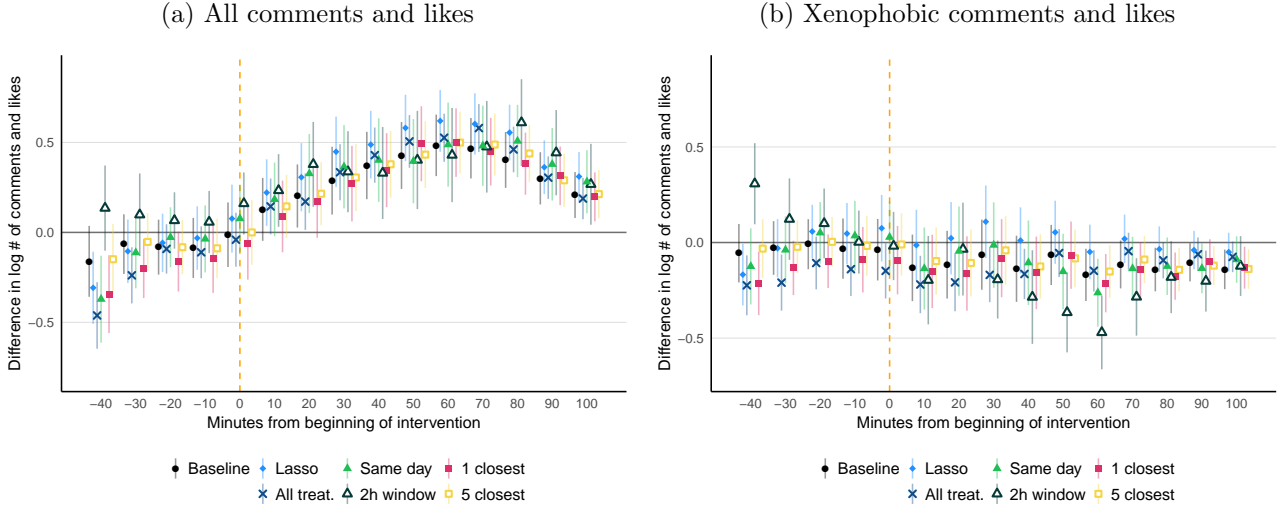 (a) All comments and likes
Difference in log # of comments and likes
0.5
0.0
−0.5
−40 −30 −20 −10 0 10 20 30 40 50 60 70 80 90 100
Minutes from beginning of intervention
Baseline Lasso Same day 1 closest
All treat. 2h window 5 closest
(b) Xenophobic comments and likes
Difference in log # of comments and likes
0.5
0.0
−0.5
−40 −30 −20 −10 0 10 20 30 40 50 60 70 80 90 100
Minutes from beginning of intervention
Baseline Lasso Same day 1 closest
All treat. 2h window 5 closest